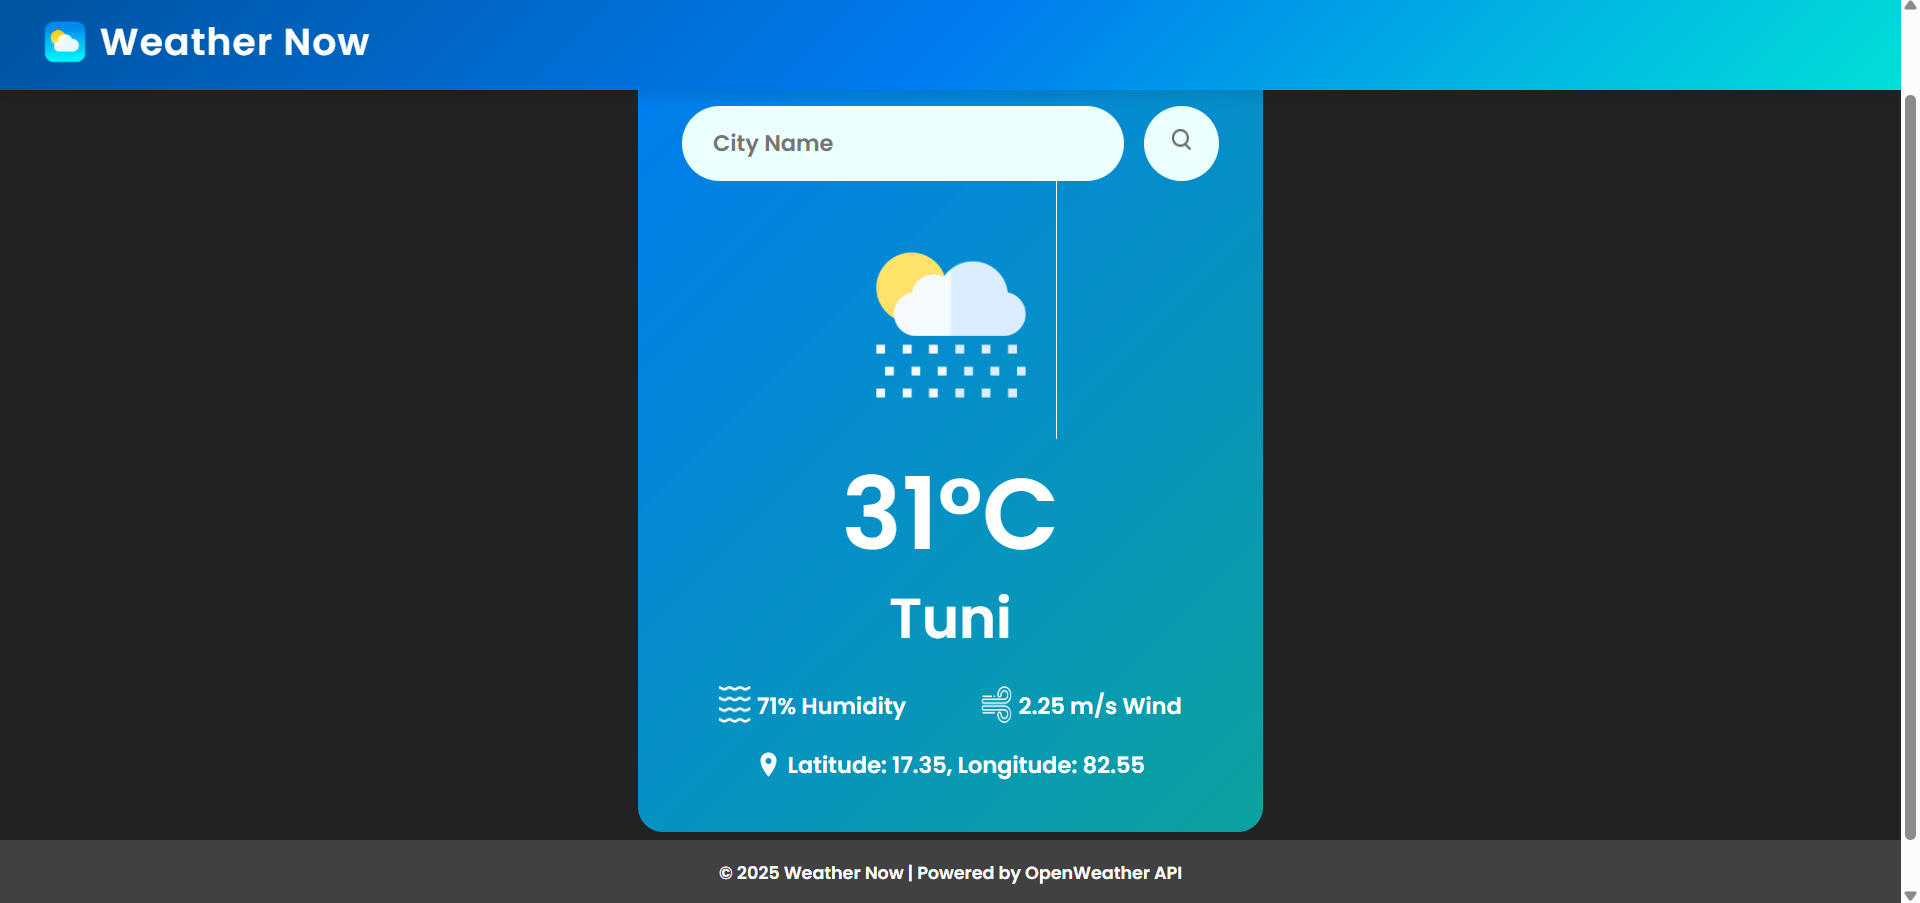 Weather Now
City Name
31°C
Tuni
71% Humidity
2.25 m/s Wind
Latitude: 17.35, Longitude: 82.55
© 2025 Weather Now | Powered by OpenWeather API